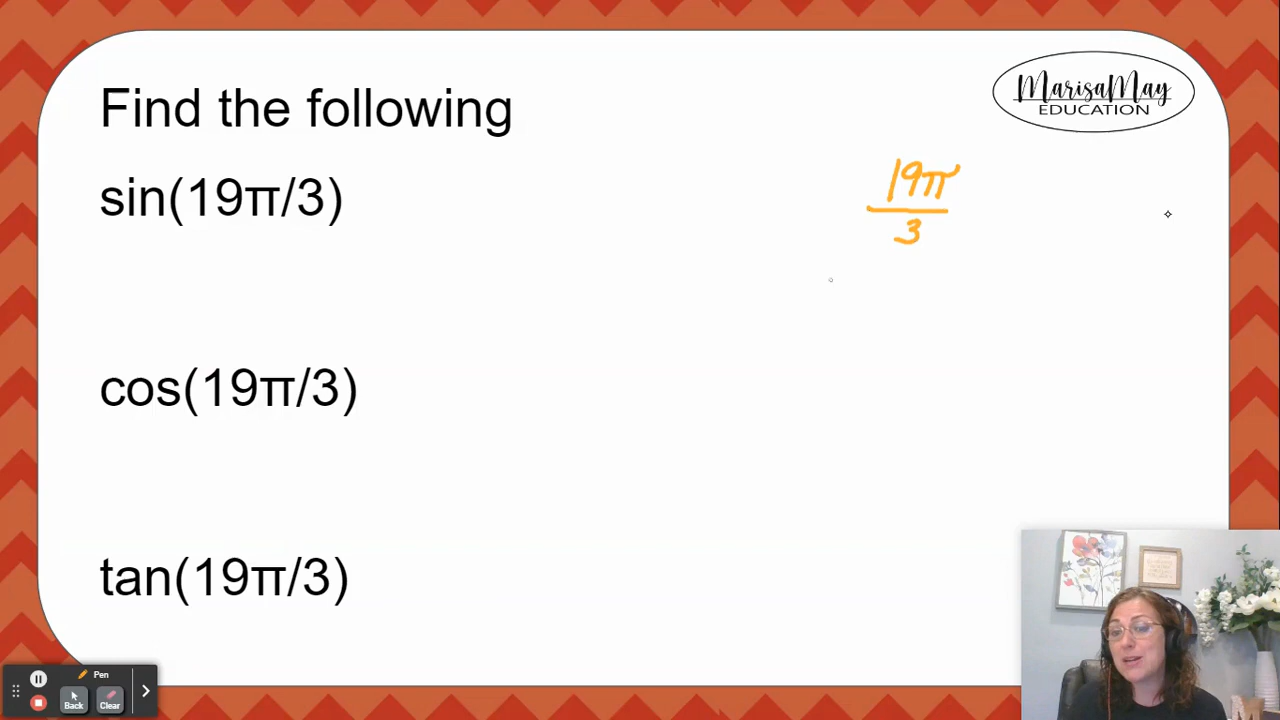 Find the following
MarisaMay
EDUCATION
sin(19π/3)
19π
3
cos(19π/3)
tan(19π/3)
Pen
Back
Clear